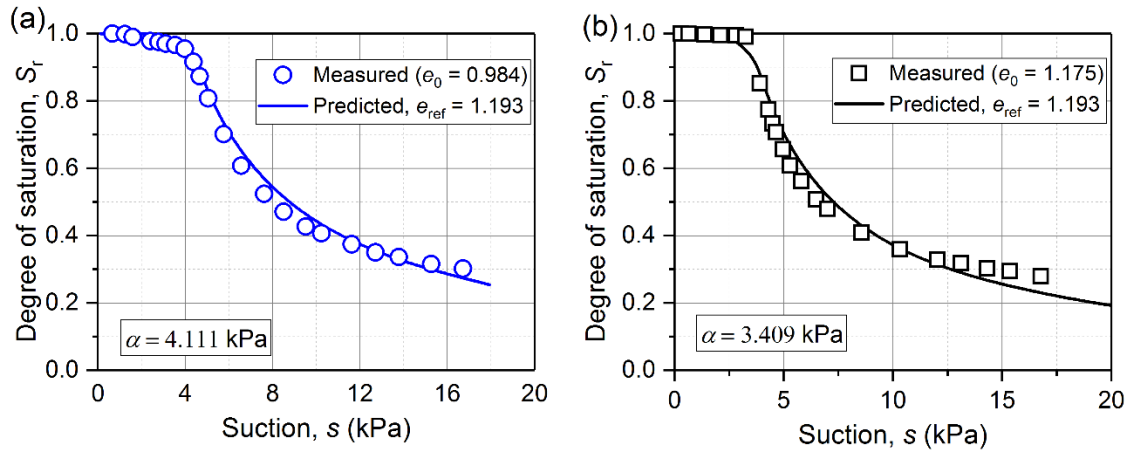 (a)
Degree of saturation, Sr
1.0
0.8
0.6
0.4
0.2
0.0
Measured (e0 = 0.984)
Predicted, eref = 1.193
α = 4.111 kPa
0 4 8 12 16 20
Suction, s (kPa)
(b)
Degree of saturation, Sr
1.0
0.8
0.6
0.4
0.2
0.0
Measured (e0 = 1.175)
Predicted, eref = 1.193
α = 3.409 kPa
0 5 10 15 20
Suction, s (kPa)